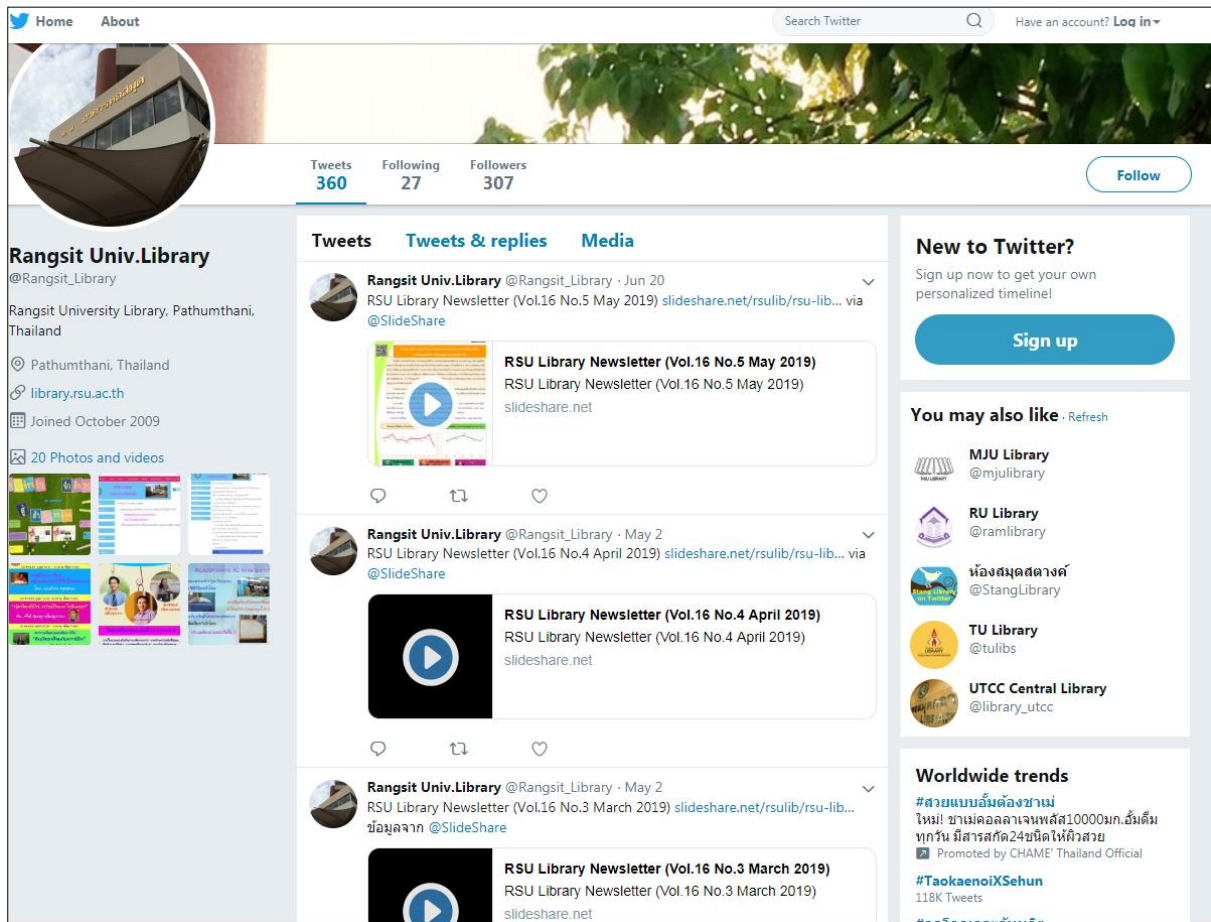 Home About
Search Twitter
Have an account? Log in
Tweets
360
Following
27
Followers
307
Follow
Rangsit Univ.Library
@Rangsit_Library
Rangsit University Library, Pathumthani,
Thailand
Pathumthani, Thailand
library.rsu.ac.th
Joined October 2009
20 Photos and videos
Tweets Tweets & replies Media
Rangsit Univ.Library @Rangsit_Library · Jun 20
RSU Library Newsletter (Vol.16 No.5 May 2019) slideshare.net/rsulib/rsu-lib... via
@SlideShare
RSU Library Newsletter (Vol.16 No.5 May 2019)
RSU Library Newsletter (Vol.16 No.5 May 2019)
slideshare.net
Rangsit Univ.Library @Rangsit_Library · May 2
RSU Library Newsletter (Vol.16 No.4 April 2019) slideshare.net/rsulib/rsu-lib... via
@SlideShare
RSU Library Newsletter (Vol.16 No.4 April 2019)
RSU Library Newsletter (Vol.16 No.4 April 2019)
slideshare.net
Rangsit Univ.Library @Rangsit_Library · May 2
RSU Library Newsletter (Vol.16 No.3 March 2019) slideshare.net/rsulib/rsu-lib...
ข้อมูลจาก @SlideShare
RSU Library Newsletter (Vol.16 No.3 March 2019)
RSU Library Newsletter (Vol.16 No.3 March 2019)
slideshare.net
New to Twitter?
Sign up now to get your own
personalized timeline!
Sign up
You may also like · Refresh
MJU Library
@mjulibrary
RU Library
@ramlibrary
ห้องสมุดสตางค์
@StangLibrary
TU Library
@tulibs
UTCC Central Library
@library_utcc
Worldwide trends
#สวยแบบอั้มต้องชาเม่
ใหม่! ชาเม่คอลลาเจนพลัส10000มก.อั้มดื่ม
ทุกวัน มีสารสกัด24ชนิดให้ผิวสวย
Promoted by CHAME' Thailand Official
#TaokaenoiXSehun
118K Tweets